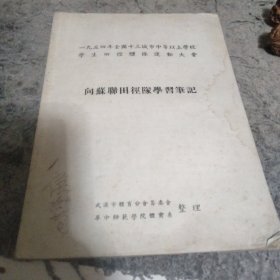 一九五四年全國十三城市中等以上學校
學生田徑體操運動大會
向蘇聯田徑隊學習筆記
武漢市體育分會籌委會
華中師範學院體育系
整理